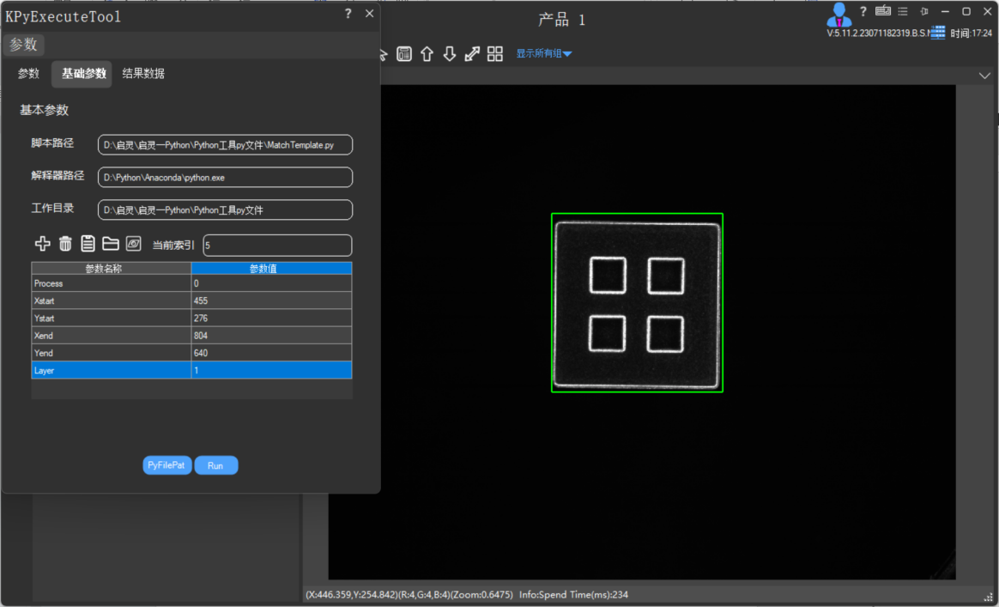 KPyExecuteTool
?
参数
参数 基础参数 结果数据
基本参数
脚本路径 D:\启灵\启灵一Python\Python工具py文件\MatchTemplate.py
解释器路径 D:\Python\Anaconda\python.exe
工作目录 D:\启灵\启灵一Python\Python工具py文件
当前索引 5
参数名称 参数值
Process 0
Xstart 455
Ystart 276
Xend 804
Yend 640
Layer 1
PyFilePat Run
产品 1
?
V:5.11.2.23071182319.B.S. 时间:17:24
显示所有组
(X:446.359,Y:254.842)(R:4,G:4,B:4)(Zoom:0.6475) Info:Spend Time(ms):234